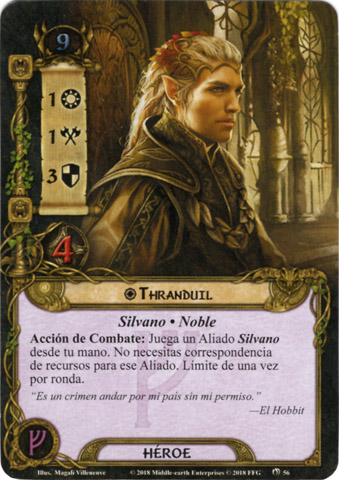 9
1
1
3
4
Thranduil
Silvano • Noble
Acción de Combate: Juega un Aliado Silvano
desde tu mano. No necesitas correspondencia
de recursos para ese Aliado. Límite de una vez
por ronda.
“Es un crimen andar por mi país sin mi permiso.”
—El Hobbit
HÉROE
Illus. Magali Villeneuve © 2018 Middle-earth Enterprises © 2018 FFG 56